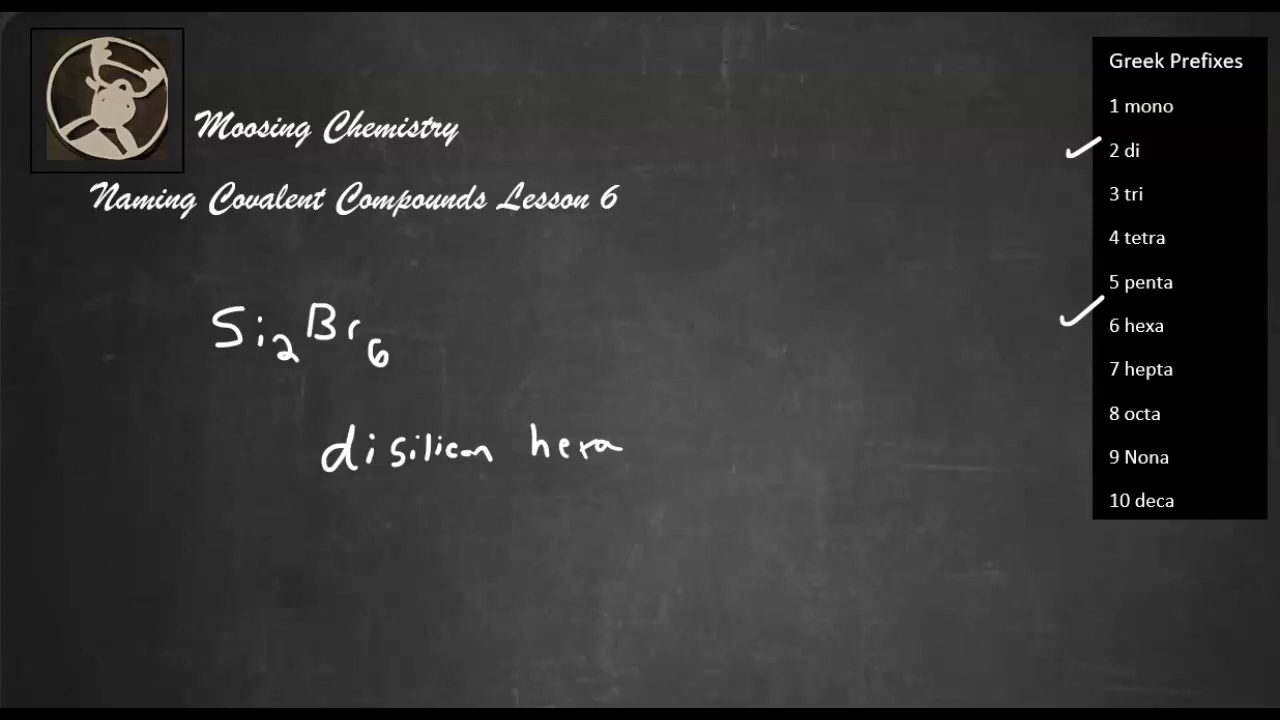 Moosing Chemistry
Naming Covalent Compounds Lesson 6
Si₂Br₆
disilicon hexa
Greek Prefixes
1 mono
2 di
3 tri
4 tetra
5 penta
6 hexa
7 hepta
8 octa
9 Nona
10 deca